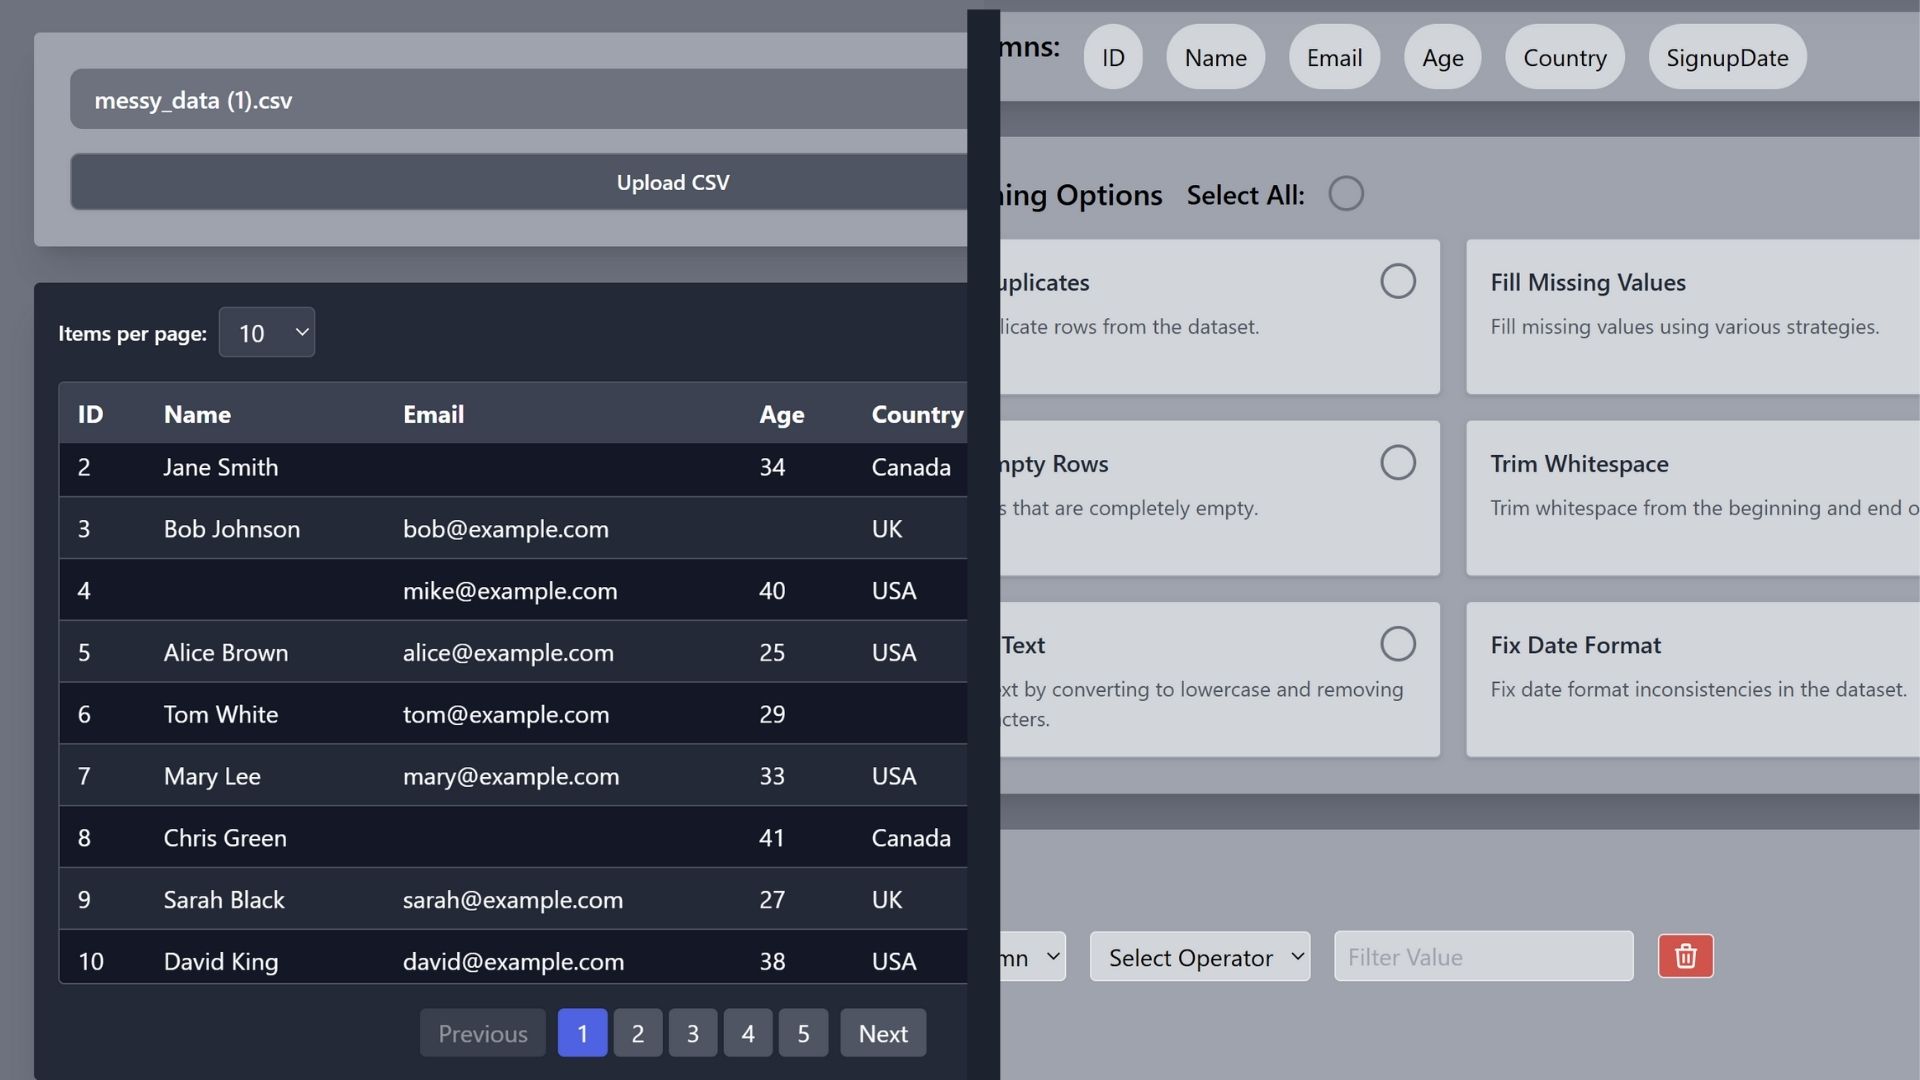 messy_data (1).csv
Upload CSV
Items per page: 10
ID Name Email Age Country
2 Jane Smith 34 Canada
3 Bob Johnson bob@example.com UK
4 mike@example.com 40 USA
5 Alice Brown alice@example.com 25 USA
6 Tom White tom@example.com 29
7 Mary Lee mary@example.com 33 USA
8 Chris Green 41 Canada
9 Sarah Black sarah@example.com 27 UK
10 David King david@example.com 38 USA
Previous 1 2 3 4 5 Next
mns: ID Name Email Age Country SignupDate
ing Options Select All:
uplicates
licate rows from the dataset.
Fill Missing Values
Fill missing values using various strategies.
mpty Rows
s that are completely empty.
Trim Whitespace
Trim whitespace from the beginning and end o
Text
xt by converting to lowercase and removing
cters.
Fix Date Format
Fix date format inconsistencies in the dataset.
mn Select Operator Filter Value